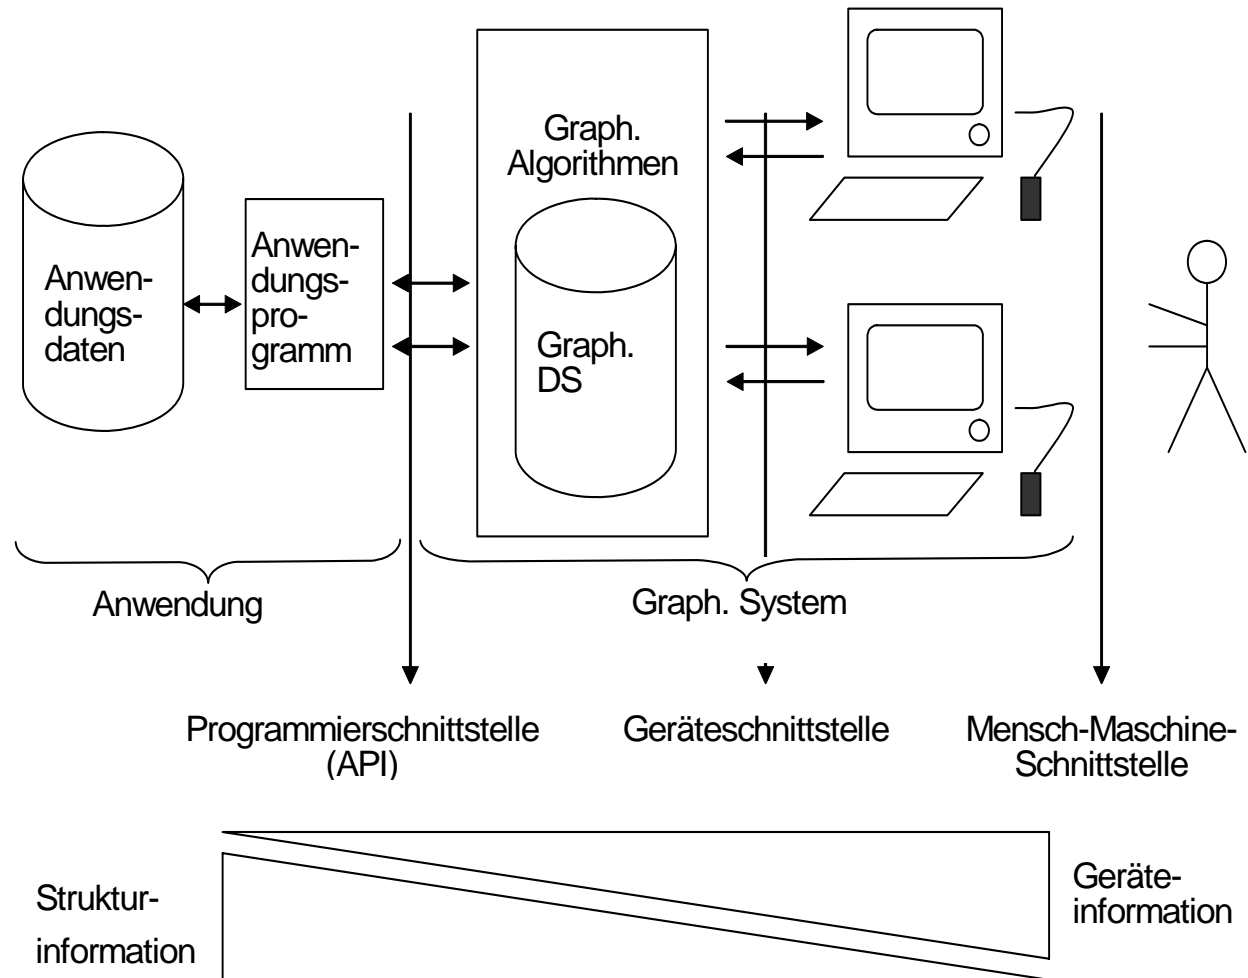 Graph.
Algorithmen
Anwen-
dungs-
daten
Anwen-
dungs-
pro-
gramm
Graph.
DS
Anwendung
Graph. System
Programmierschnittstelle
(API)
Geräteschnittstelle
Mensch-Maschine-
Schnittstelle
Struktur-
information
Geräte-
information